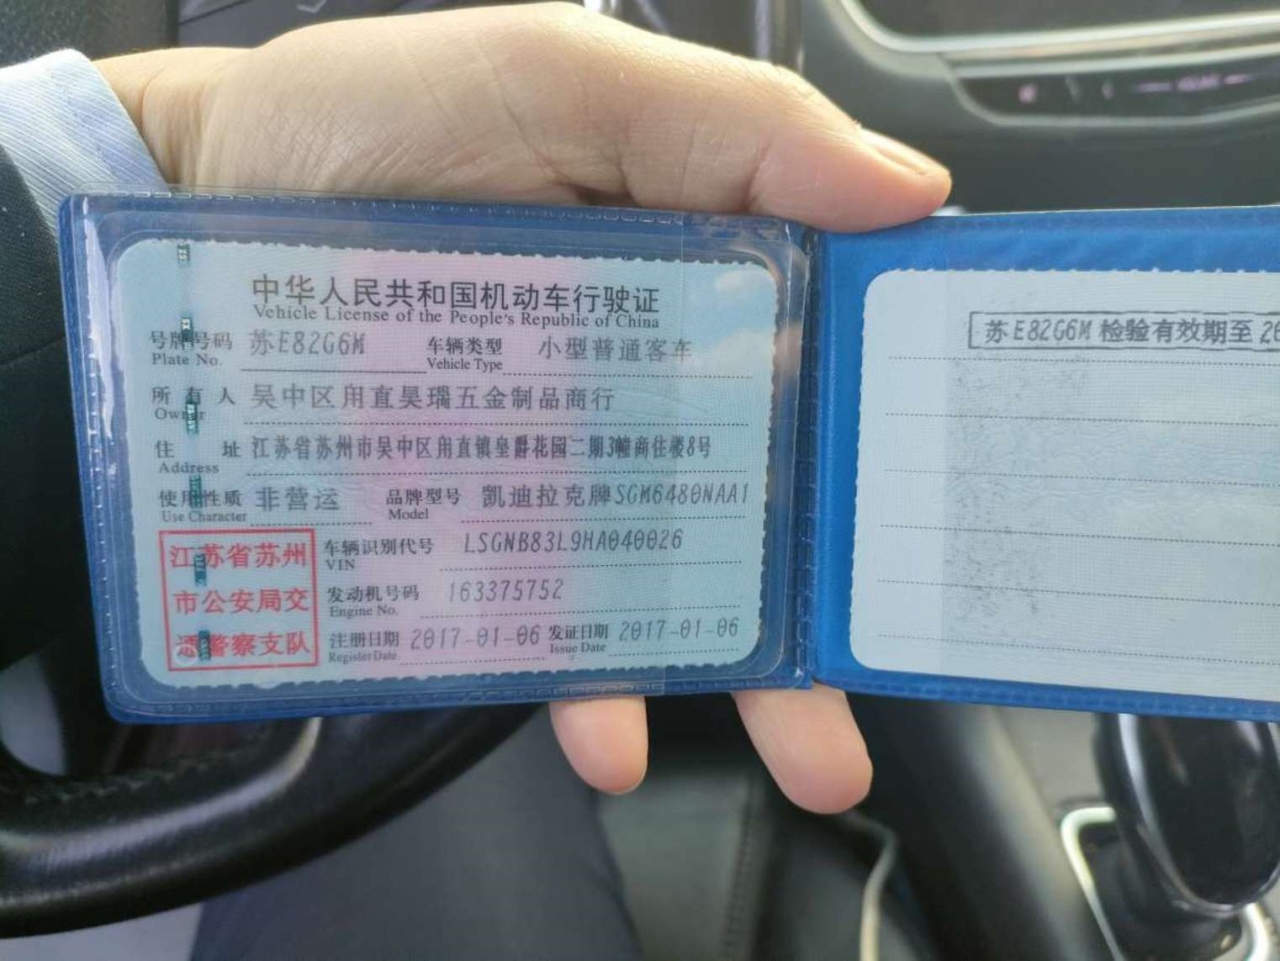 中华人民共和国机动车行驶证
Vehicle License of the People's Republic of China
号牌号码 苏E82G6M 车辆类型 小型普通客车
Plate No. Vehicle Type
所有人 吴中区甪直昊瑞五金制品商行
Owner
住址 江苏省苏州市吴中区甪直镇皇爵花园二期3幢商住楼8号
Address
使用性质 非营运 品牌型号 凯迪拉克牌SGM6480NAA1
Use Character Model
江苏省苏州
市公安局交
通警察支队
车辆识别代号 LSGNB83L9HA040026
VIN
发动机号码 163375752
Engine No.
注册日期 2017-01-06 发证日期 2017-01-06
Register Date Issue Date
苏E82G6M 检验有效期至 20